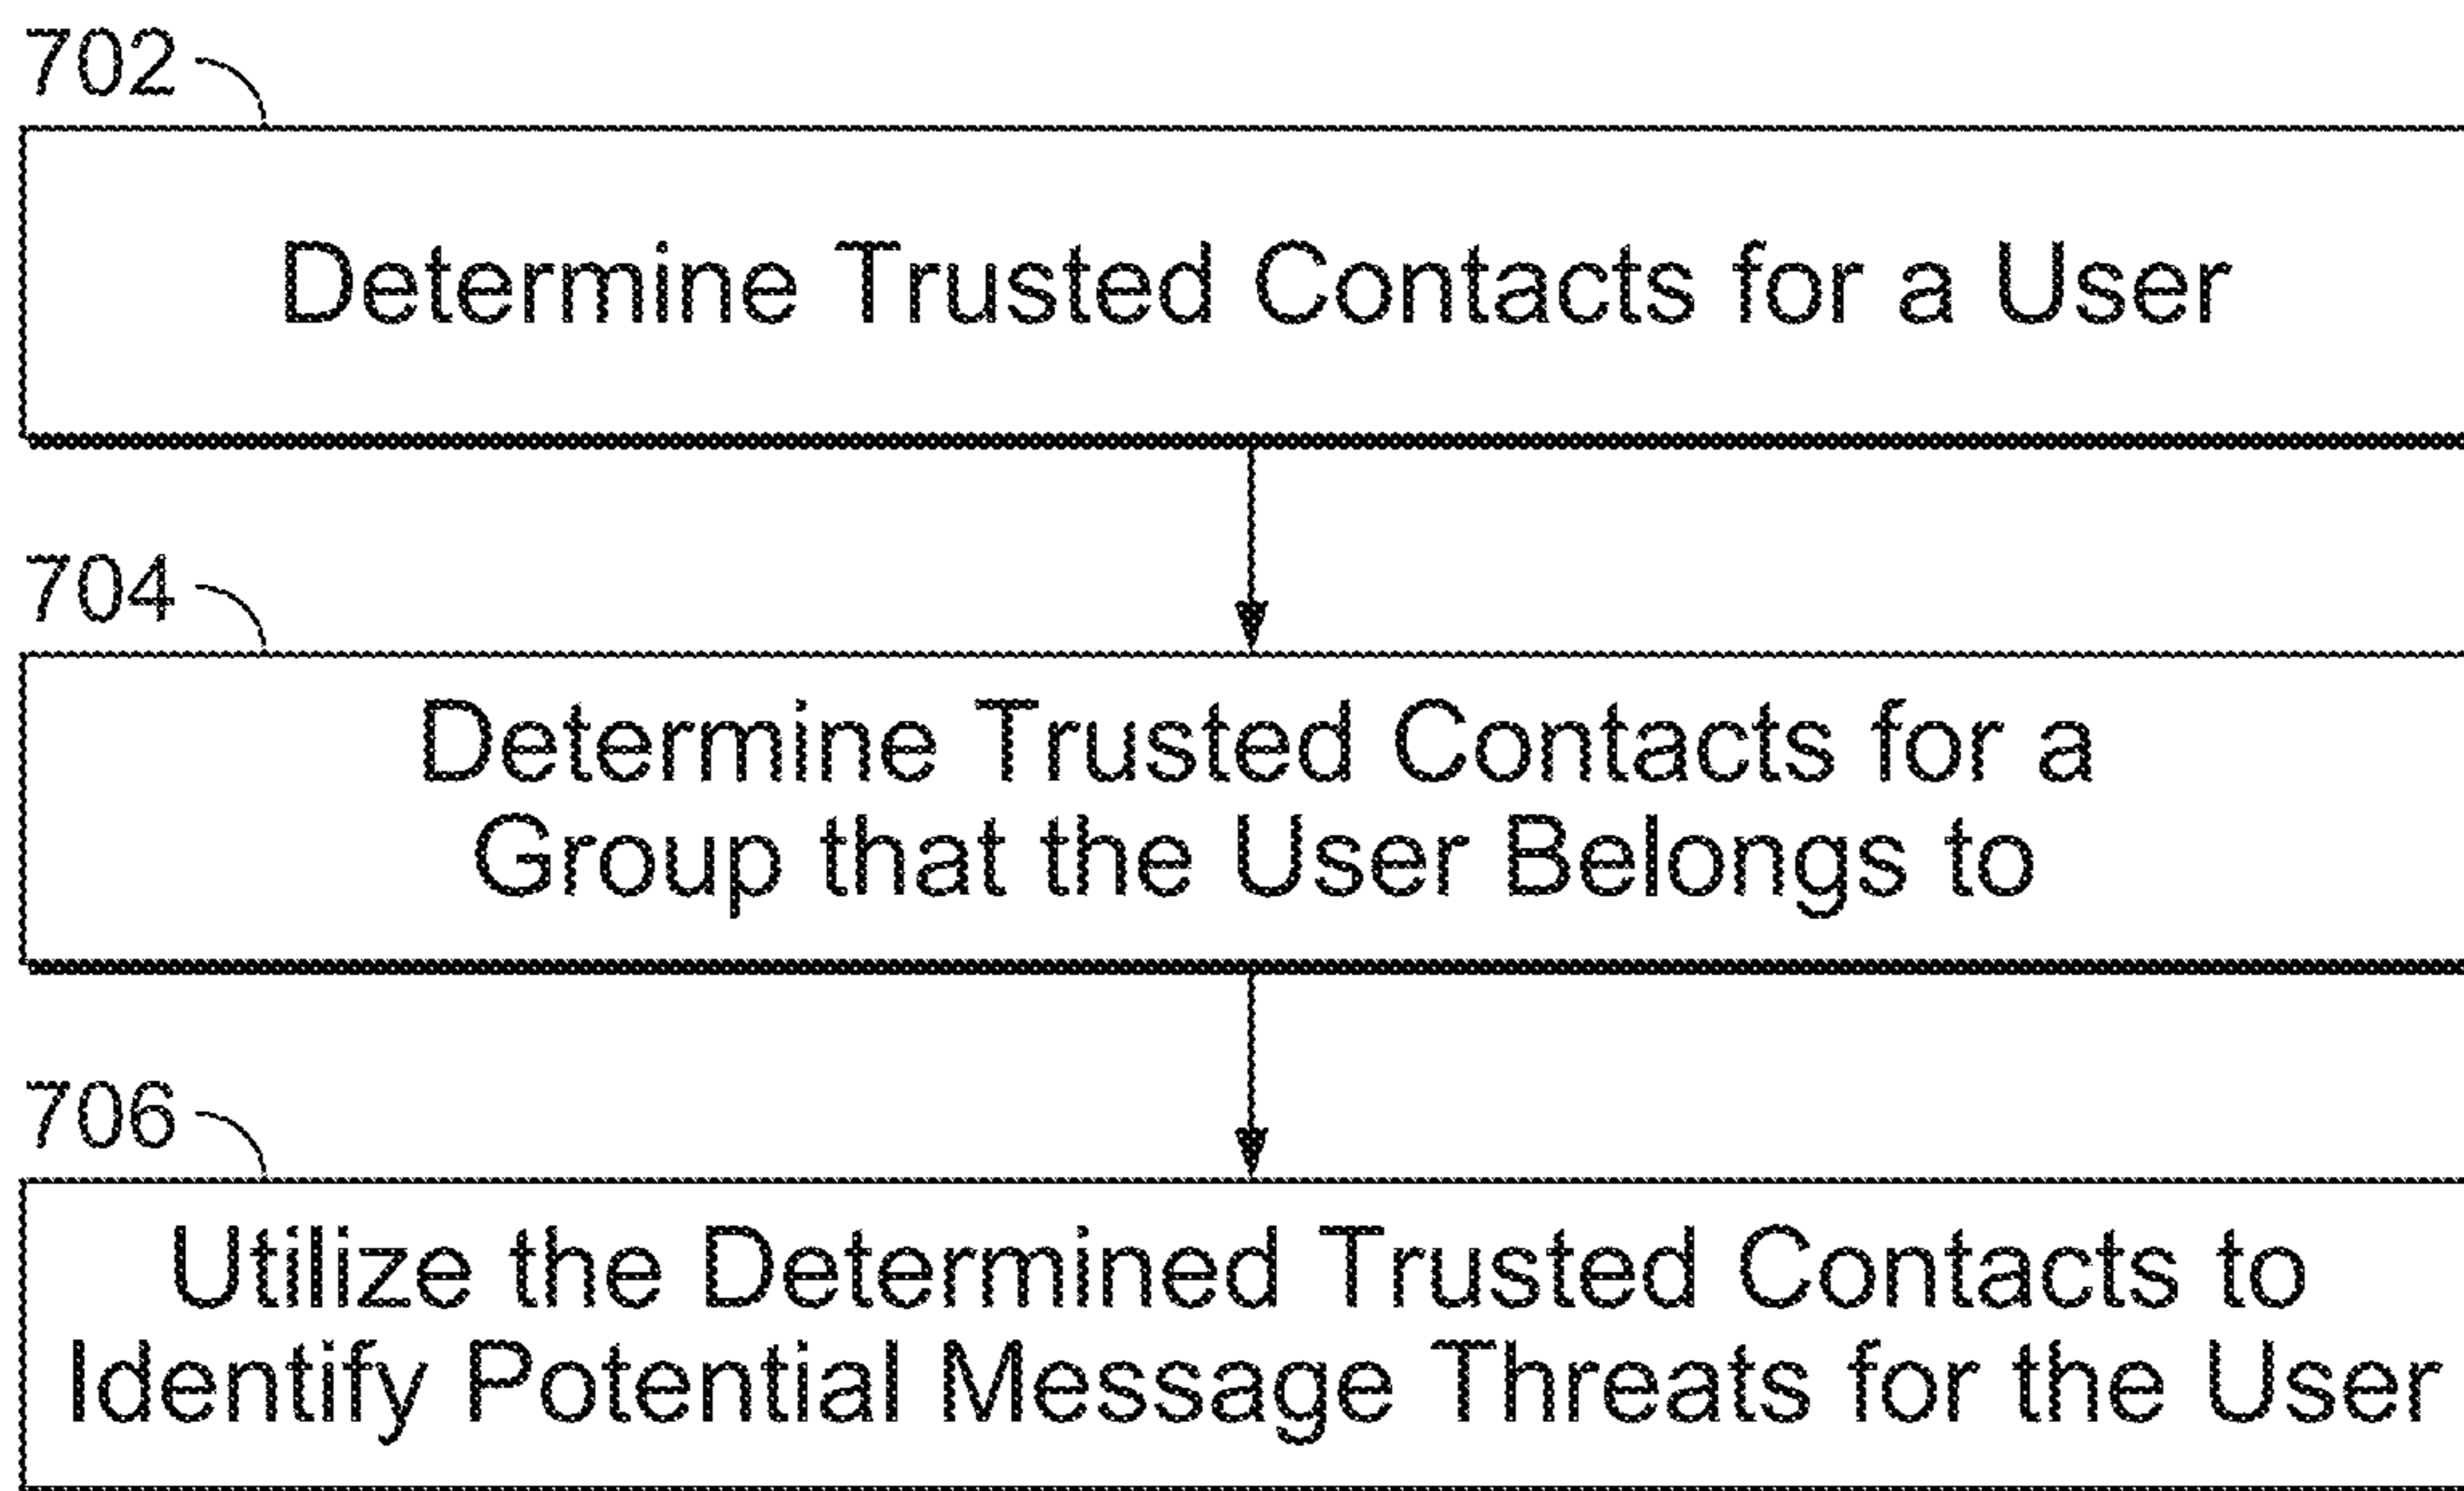 702
Determine Trusted Contacts for a User
704
Determine Trusted Contacts for a
Group that the User Belongs to
706
Utilize the Determined Trusted Contacts to
Identify Potential Message Threats for the User